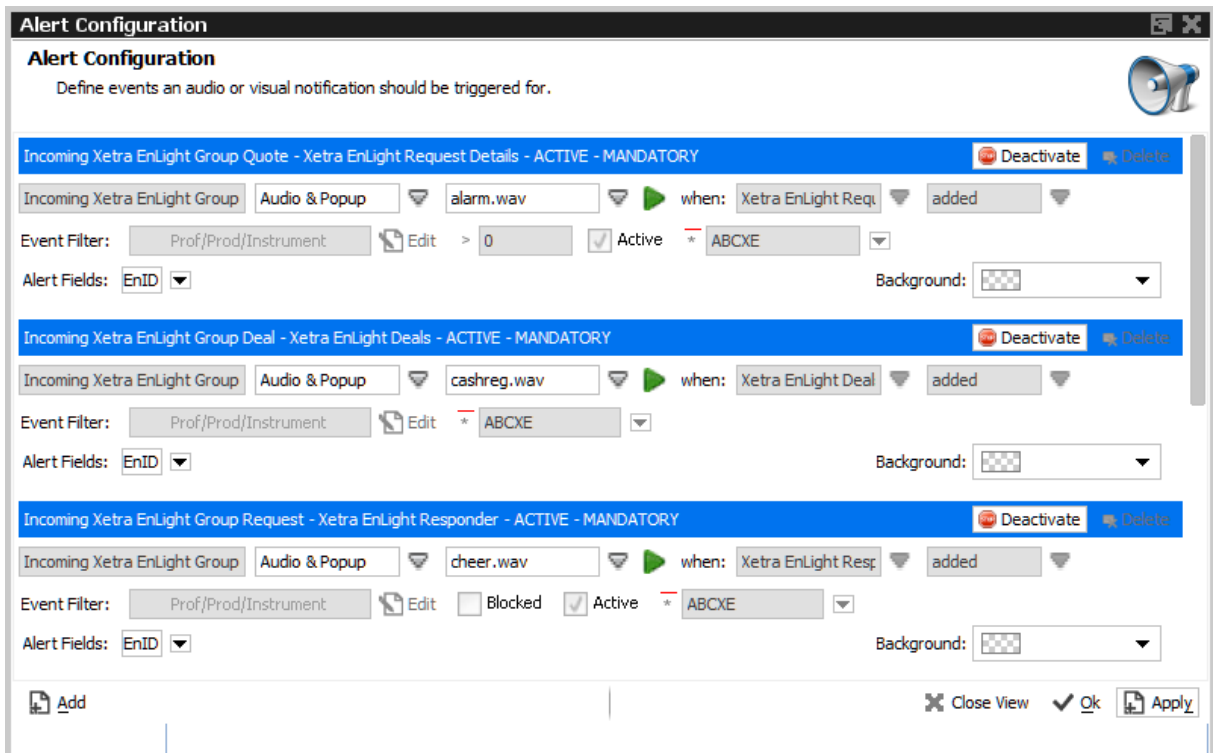 Alert Configuration
Alert Configuration
Define events an audio or visual notification should be triggered for.
Incoming Xetra EnLight Group Quote - Xetra EnLight Request Details - ACTIVE - MANDATORY Deactivate Delete
Incoming Xetra EnLight Group Audio & Popup alarm.wav when: Xetra EnLight Requ added
Event Filter: Prof/Prod/Instrument Edit > 0 Active * ABCXE
Alert Fields: EnID Background:
Incoming Xetra EnLight Group Deal - Xetra EnLight Deals - ACTIVE - MANDATORY Deactivate Delete
Incoming Xetra EnLight Group Audio & Popup cashreg.wav when: Xetra EnLight Deal added
Event Filter: Prof/Prod/Instrument Edit * ABCXE
Alert Fields: EnID Background:
Incoming Xetra EnLight Group Request - Xetra EnLight Responder - ACTIVE - MANDATORY Deactivate Delete
Incoming Xetra EnLight Group Audio & Popup cheer.wav when: Xetra EnLight Resp added
Event Filter: Prof/Prod/Instrument Edit Blocked Active * ABCXE
Alert Fields: EnID Background:
Add Close View Ok Apply